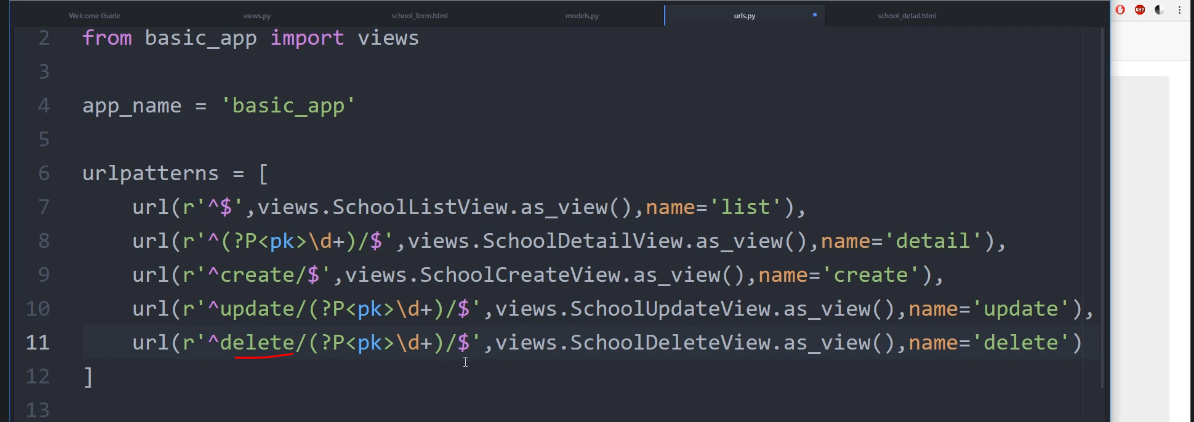 Welcome Guide views.py school_form.html models.py urls.py school_detail.html
2 from basic_app import views
3
4 app_name = 'basic_app'
5
6 urlpatterns = [
7 url(r'^$',views.SchoolListView.as_view(),name='list'),
8 url(r'^(?P<pk>\d+)/$',views.SchoolDetailView.as_view(),name='detail'),
9 url(r'^create/$',views.SchoolCreateView.as_view(),name='create'),
10 url(r'^update/(?P<pk>\d+)/$',views.SchoolUpdateView.as_view(),name='update'),
11 url(r'^delete/(?P<pk>\d+)/$',views.SchoolDeleteView.as_view(),name='delete')
12 ]
13